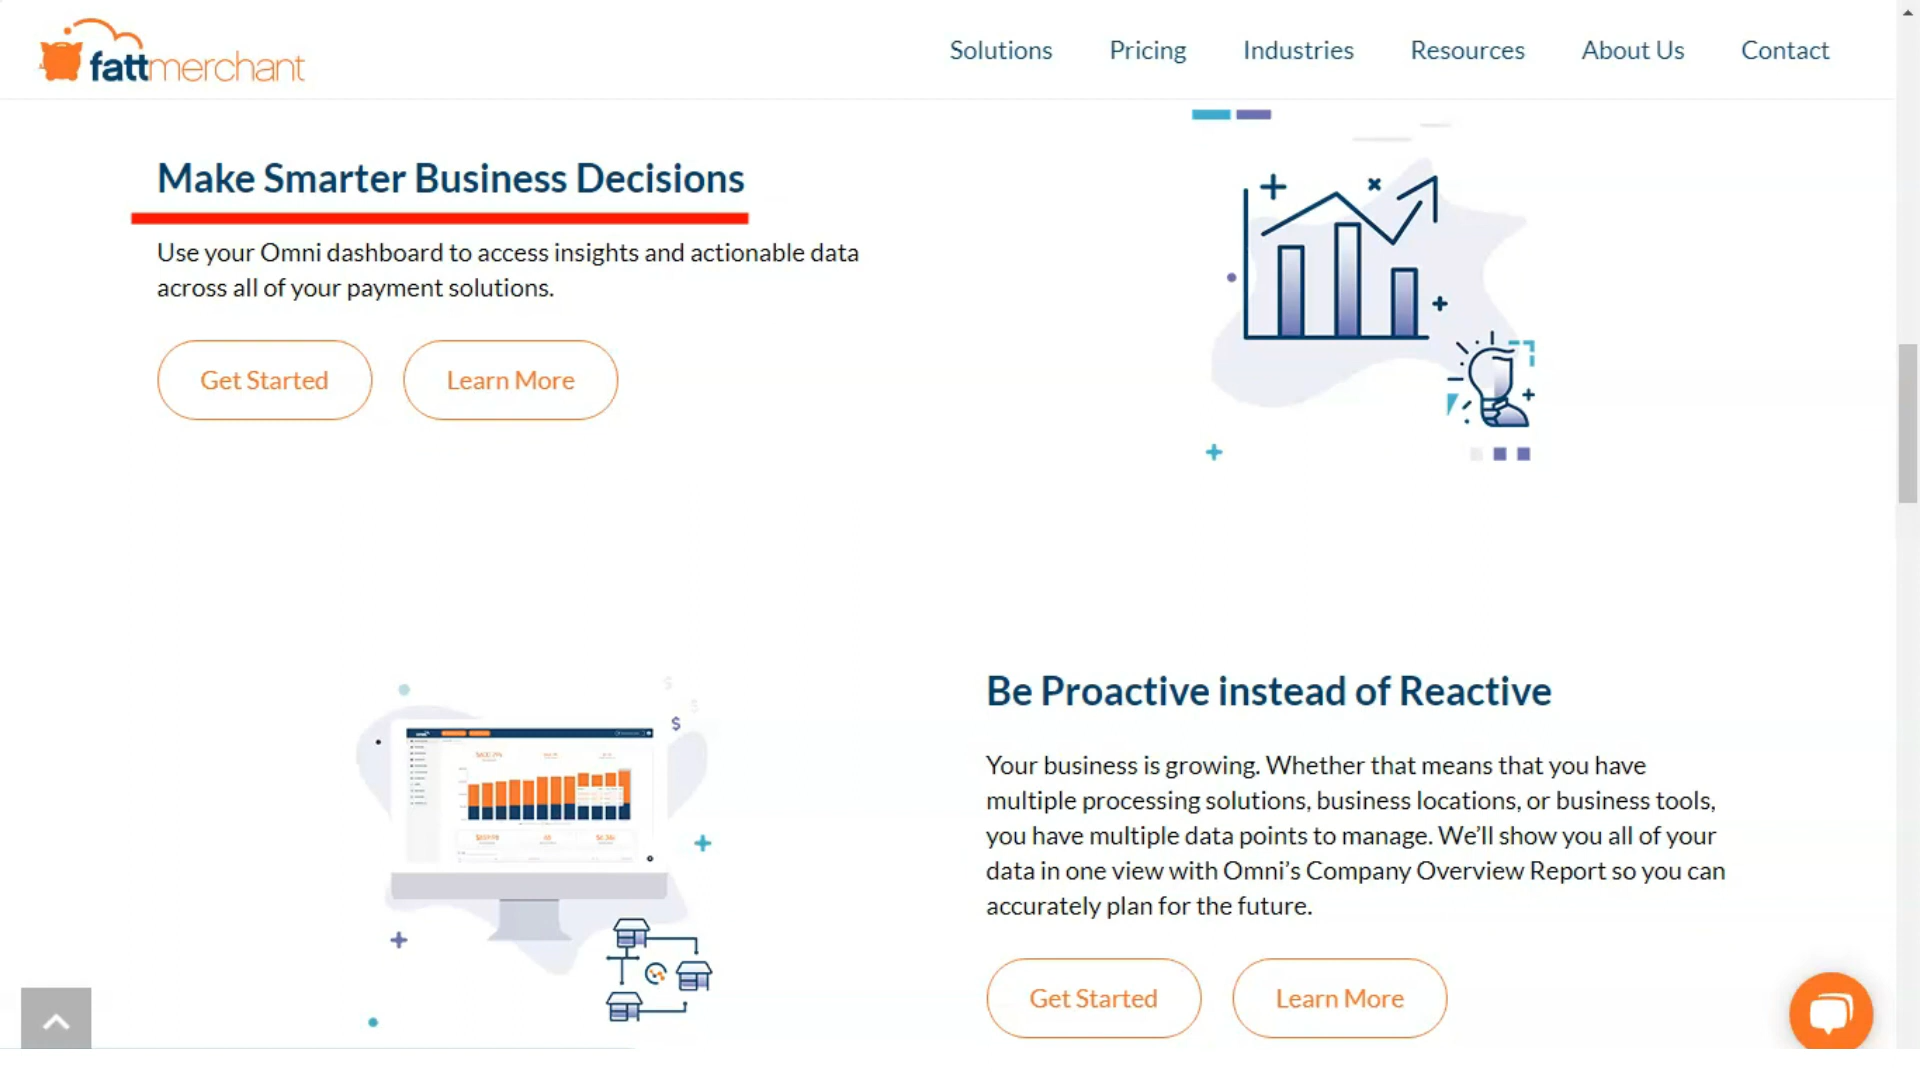 fattmerchant
Solutions Pricing Industries Resources About Us Contact
Make Smarter Business Decisions
Use your Omni dashboard to access insights and actionable data
across all of your payment solutions.
Get Started Learn More
Be Proactive instead of Reactive
Your business is growing. Whether that means that you have
multiple processing solutions, business locations, or business tools,
you have multiple data points to manage. We'll show you all of your
data in one view with Omni's Company Overview Report so you can
accurately plan for the future.
Get Started Learn More